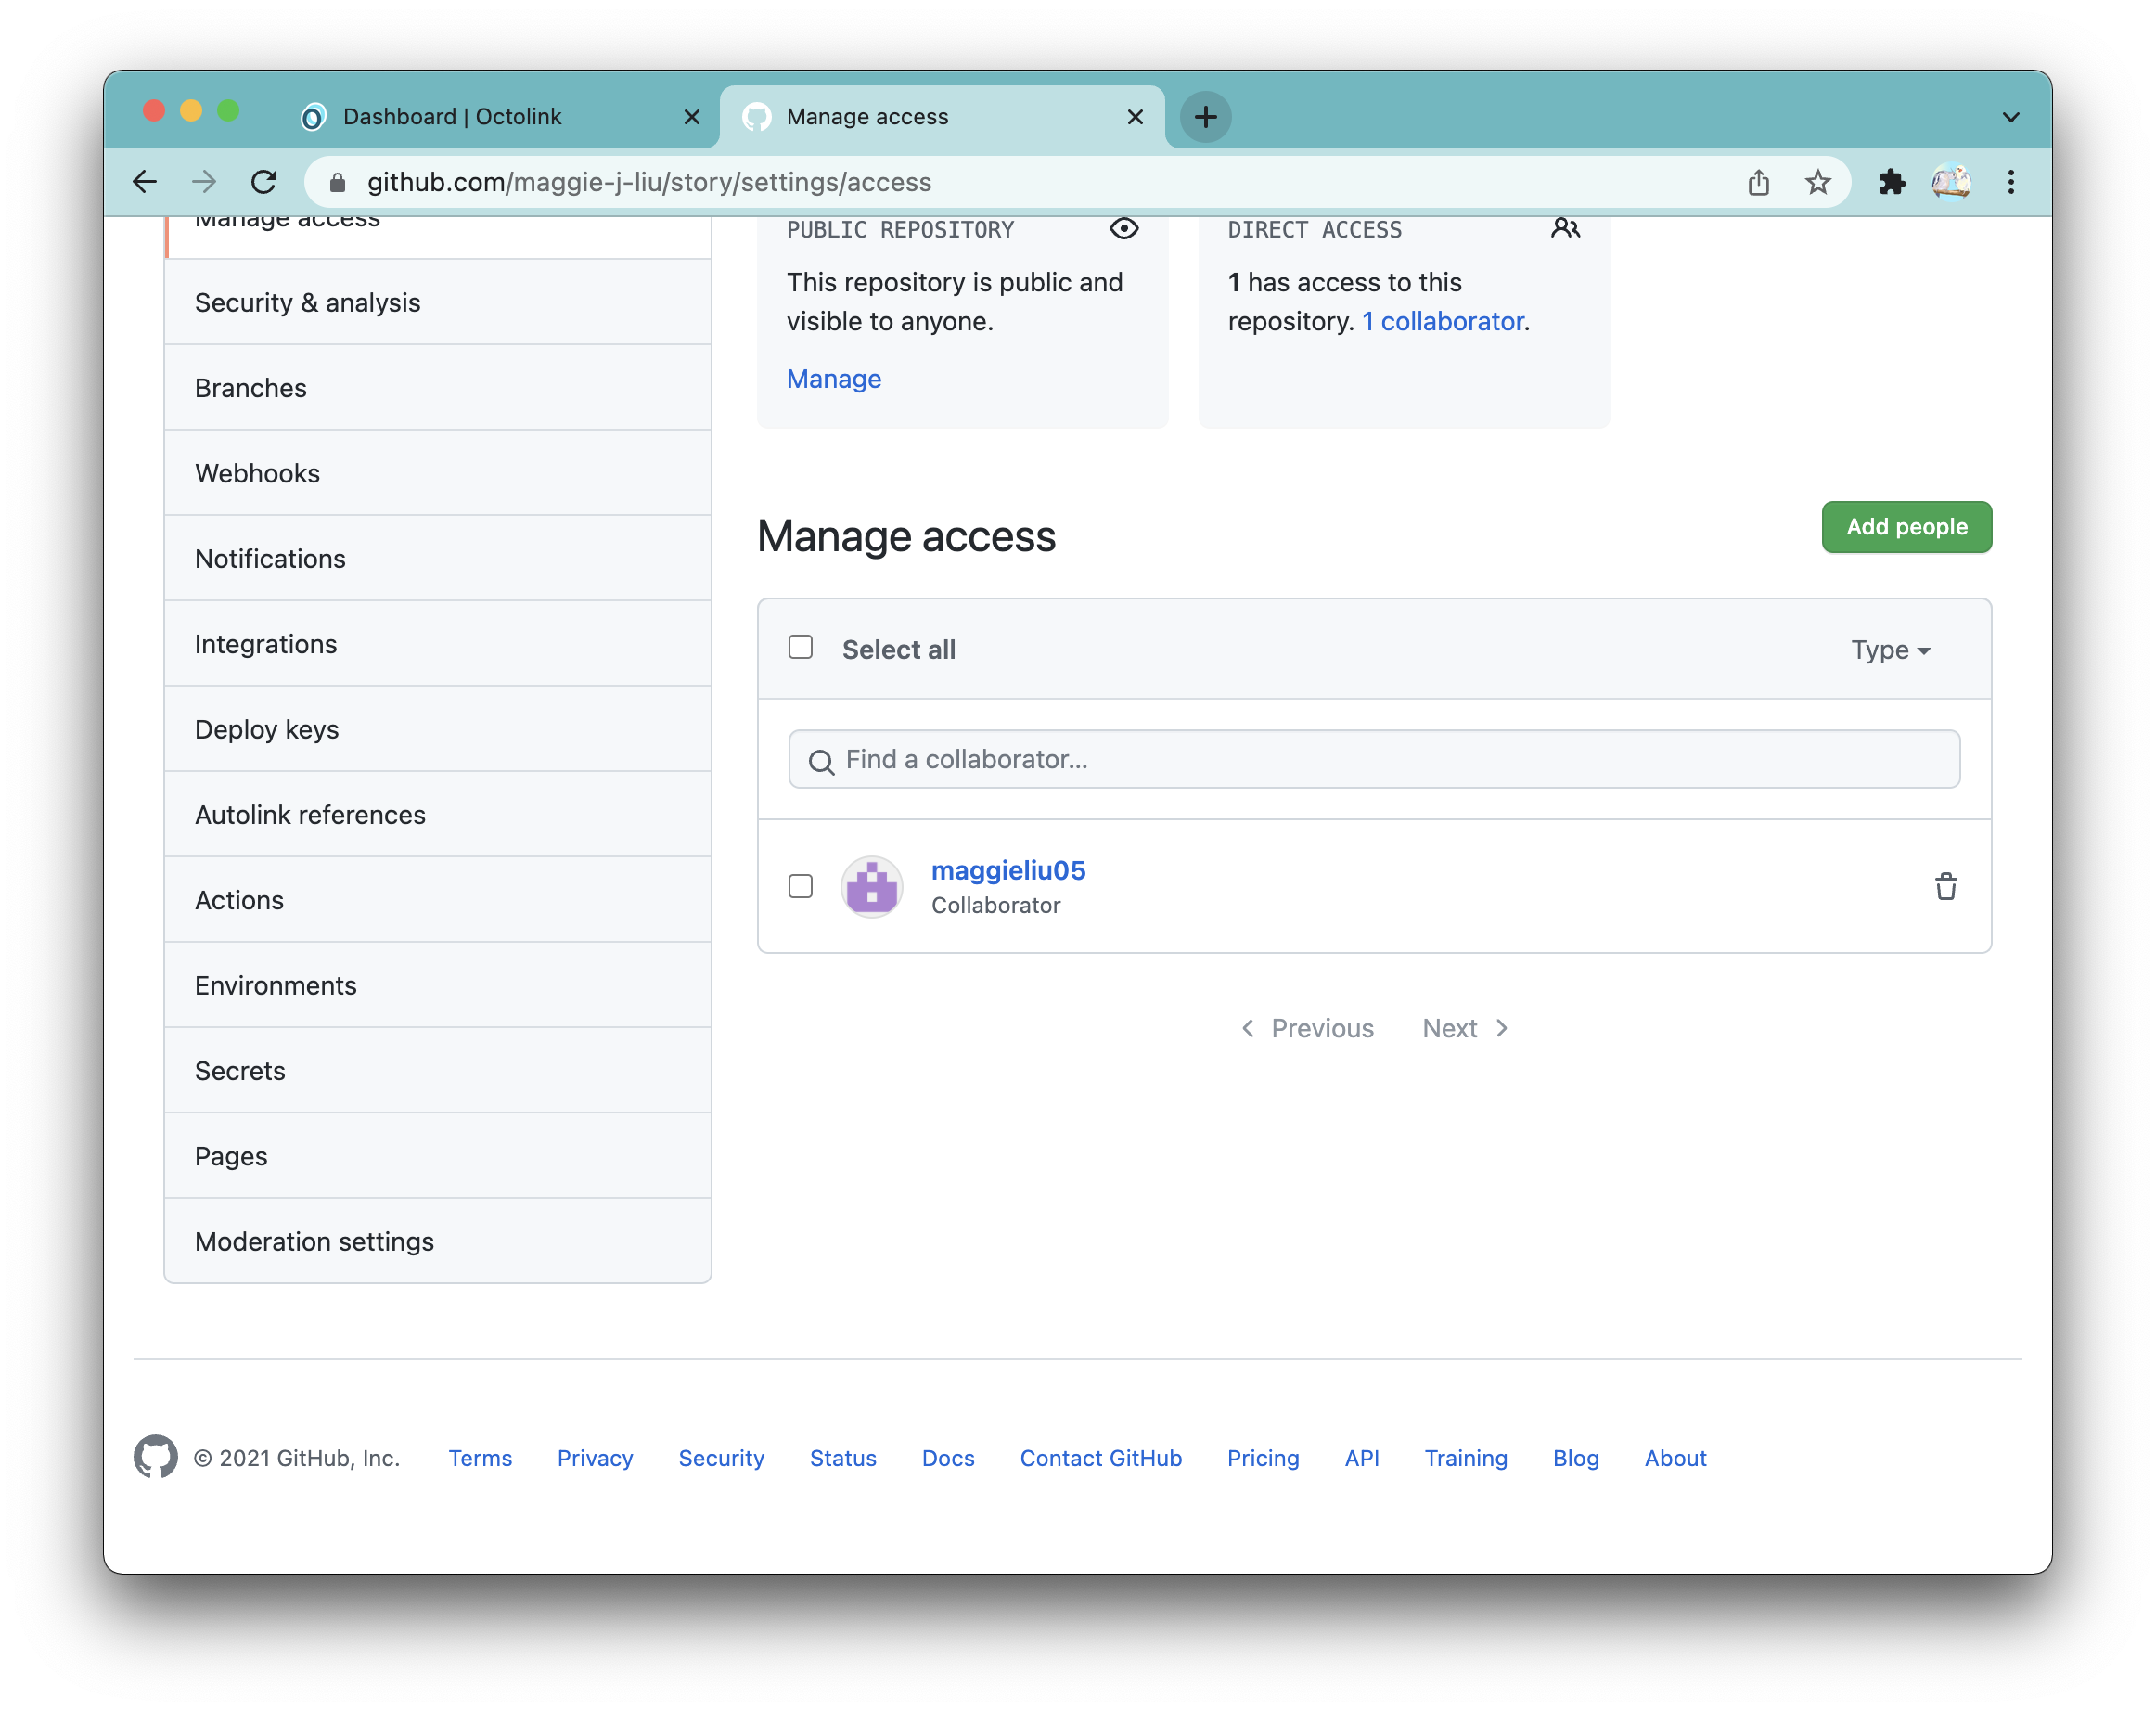 Dashboard | Octolink
Manage access
github.com/maggie-j-liu/story/settings/access
Manage access
Security & analysis
Branches
Webhooks
Notifications
Integrations
Deploy keys
Autolink references
Actions
Environments
Secrets
Pages
Moderation settings
PUBLIC REPOSITORY
This repository is public and
visible to anyone.
Manage
DIRECT ACCESS
1 has access to this
repository. 1 collaborator.
Manage access
Add people
Select all
Type
Find a collaborator...
maggieliu05
Collaborator
Previous
Next
© 2021 GitHub, Inc.
Terms
Privacy
Security
Status
Docs
Contact GitHub
Pricing
API
Training
Blog
About